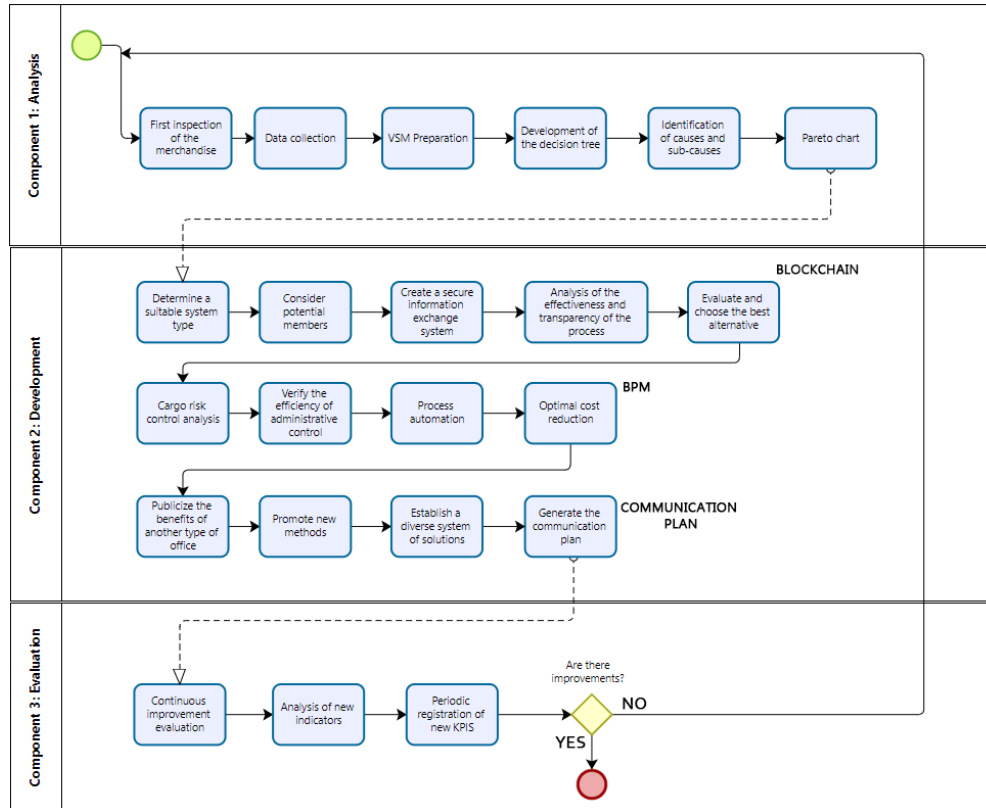 Component 1: Analysis
First inspection
of the
merchandise
Data collection
VSM Preparation
Development of
the decision tree
Identification
of causes and
sub-causes
Pareto chart
Component 2: Development
BLOCKCHAIN
Determine a
suitable system
type
Consider
potential
members
Create a secure
information
exchange
system
Analysis of the
effectiveness and
transparency of the
process
Evaluate and
choose the best
alternative
BPM
Cargo risk
control analysis
Verify the
efficiency of
administrative
control
Process
automation
Optimal cost
reduction
COMMUNICATION
PLAN
Publicize the
benefits of
another type of
office
Promote new
methods
Establish a
diverse system
of solutions
Generate the
communication
plan
Component 3: Evaluation
Continuous
improvement
evaluation
Analysis of new
indicators
Periodic
registration of
new KPIS
Are there
improvements?
NO
YES